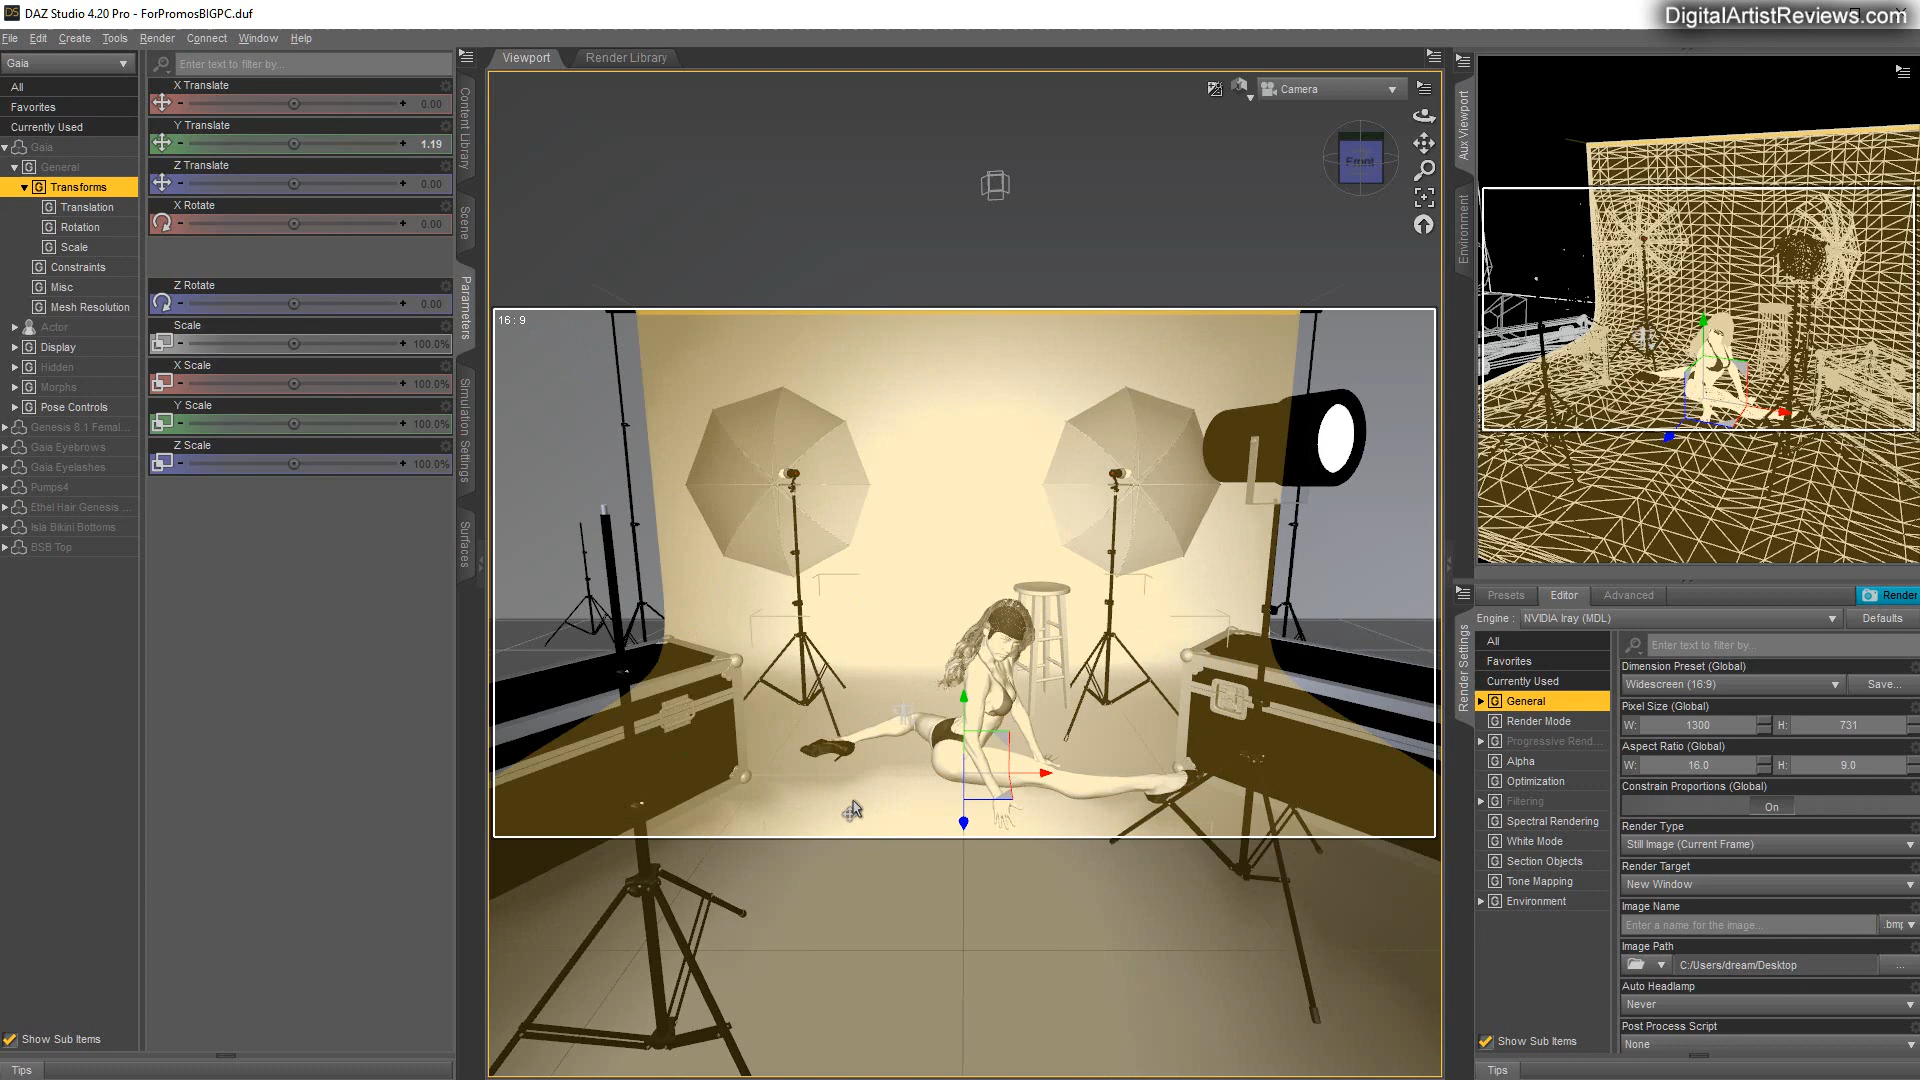 DAZ Studio 4.20 Pro - ForPromosBIGPC.duf
DigitalArtistReviews.com
File Edit Create Tools Render Connect Window Help
Gaia
All
Favorites
Currently Used
Gaia
General
Transforms
Translation
Rotation
Scale
Constraints
Misc
Mesh Resolution
Actor
Display
Hidden
Morphs
Pose Controls
Genesis 8.1 Femal...
Gaia Eyebrows
Gaia Eyelashes
Pumps4
Ethel Hair Genesis ...
Isla Bikini Bottoms
BSB Top
Show Sub Items
Tips
Enter text to filter by...
X Translate
0.00
Y Translate
1.19
Z Translate
0.00
X Rotate
0.00
Z Rotate
0.00
Scale
100.0%
X Scale
100.0%
Y Scale
100.0%
Z Scale
100.0%
Content Library
Scene
Parameters
Simulation Settings
Surfaces
Viewport Render Library
Camera
Front
16 : 9
Aux Viewport
Environment
Render Settings
Presets Editor Advanced Render
Engine : NVIDIA Iray (MDL) Defaults
All
Favorites
Currently Used
General
Render Mode
Progressive Rend...
Alpha
Optimization
Filtering
Spectral Rendering
White Mode
Section Objects
Tone Mapping
Environment
Show Sub Items
Tips
Enter text to filter by...
Dimension Preset (Global)
Widescreen (16:9) Save...
Pixel Size (Global)
W: 1300 H: 731
Aspect Ratio (Global)
W: 16.0 H: 9.0
Constrain Proportions (Global)
On
Render Type
Still Image (Current Frame)
Render Target
New Window
Image Name
Enter a name for the image... .bmp
Image Path
C:/Users/dream/Desktop ...
Auto Headlamp
Never
Post Process Script
None